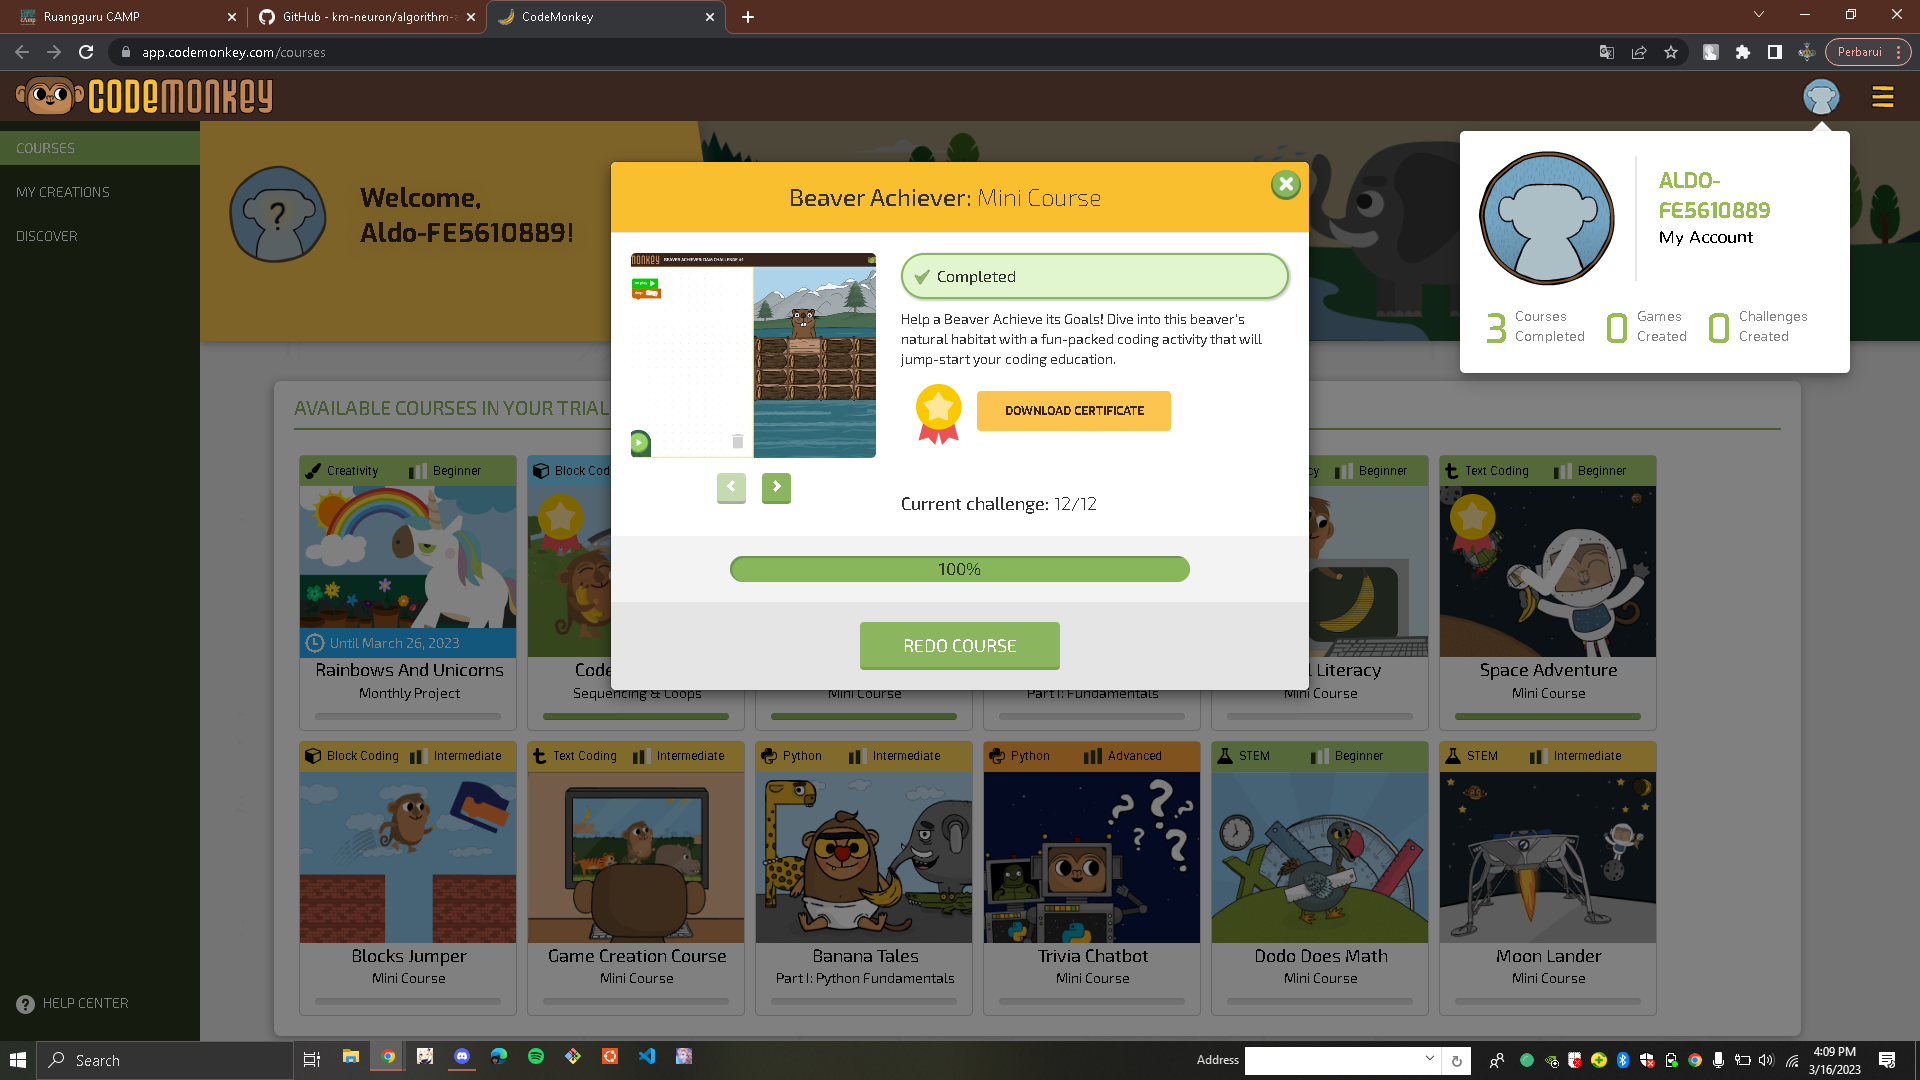 Ruangguru CAMP
GitHub - km-neuron/algorithm-a
CodeMonkey
app.codemonkey.com/courses
Perbarui
CODEMONKEY
COURSES
MY CREATIONS
DISCOVER
HELP CENTER
?
Welcome,
Aldo-FE5610889!
ALDO-
FE5610889
My Account
3 Courses Completed
0 Games Created
0 Challenges Created
Beaver Achiever: Mini Course
Completed
Help a Beaver Achieve its Goals! Dive into this beaver's
natural habitat with a fun-packed coding activity that will
jump-start your coding education.
DOWNLOAD CERTIFICATE
Current challenge: 12/12
100%
REDO COURSE
AVAILABLE COURSES IN YOUR TRIAL
Creativity Beginner
Until March 26, 2023
Rainbows And Unicorns
Monthly Project
Block Cod
Code
Sequencing & Loops
Mini Course
Part I: Fundamentals
cy Beginner
l Literacy
Mini Course
Text Coding Beginner
Space Adventure
Mini Course
Block Coding Intermediate
Blocks Jumper
Mini Course
Text Coding Intermediate
Game Creation Course
Mini Course
Python Intermediate
Banana Tales
Part I: Python Fundamentals
Python Advanced
Trivia Chatbot
Mini Course
STEM Beginner
Dodo Does Math
Mini Course
STEM Intermediate
Moon Lander
Mini Course
Search
Address
4:09 PM
3/16/2023